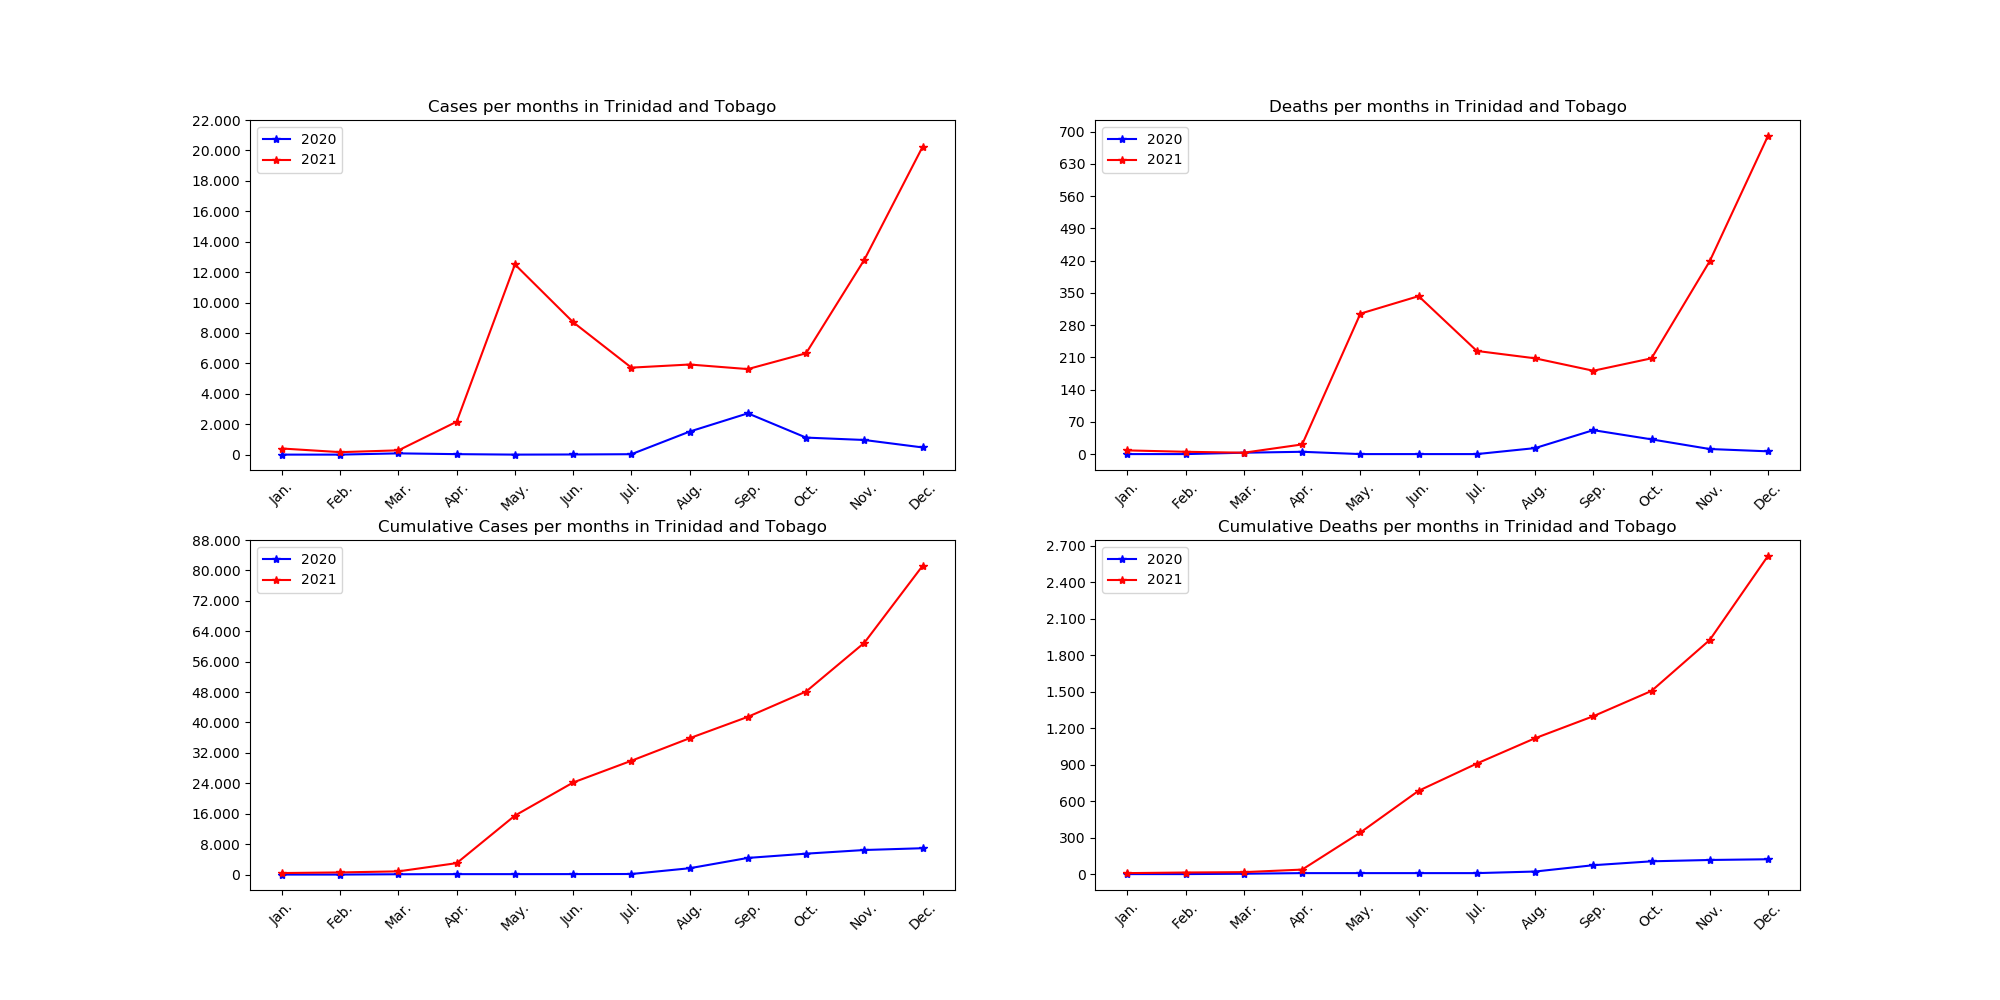 Cases per months in Trinidad and Tobago
22.000
20.000
18.000
16.000
14.000
12.000
10.000
8.000
6.000
4.000
2.000
0
2020
2021
Jan.
Feb.
Mar.
Apr.
May.
Jun.
Jul.
Aug.
Sep.
Oct.
Nov.
Dec.
Deaths per months in Trinidad and Tobago
700
630
560
490
420
350
280
210
140
70
0
2020
2021
Jan.
Feb.
Mar.
Apr.
May.
Jun.
Jul.
Aug.
Sep.
Oct.
Nov.
Dec.
Cumulative Cases per months in Trinidad and Tobago
88.000
80.000
72.000
64.000
56.000
48.000
40.000
32.000
24.000
16.000
8.000
0
2020
2021
Jan.
Feb.
Mar.
Apr.
May.
Jun.
Jul.
Aug.
Sep.
Oct.
Nov.
Dec.
Cumulative Deaths per months in Trinidad and Tobago
2.700
2.400
2.100
1.800
1.500
1.200
900
600
300
0
2020
2021
Jan.
Feb.
Mar.
Apr.
May.
Jun.
Jul.
Aug.
Sep.
Oct.
Nov.
Dec.